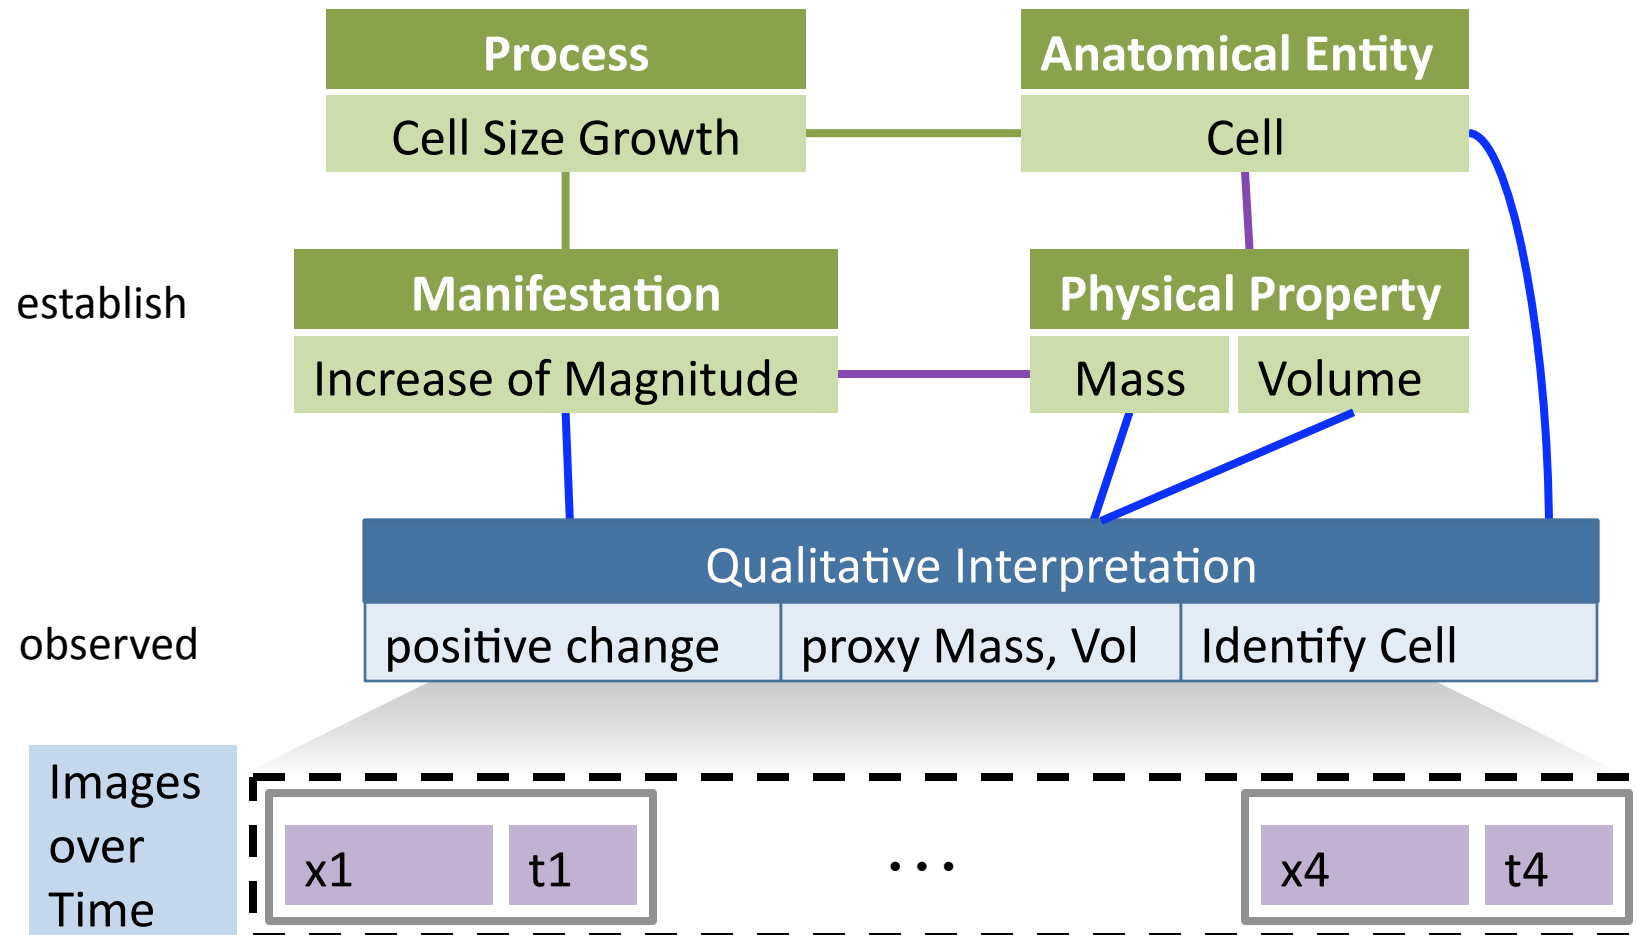 Process
Anatomical Entity
Cell Size Growth
Cell
establish
Manifestation
Physical Property
Increase of Magnitude
Mass
Volume
Qualitative Interpretation
observed
positive change
proxy Mass, Vol
Identify Cell
Images
over
Time
x1
t1
...
x4
t4